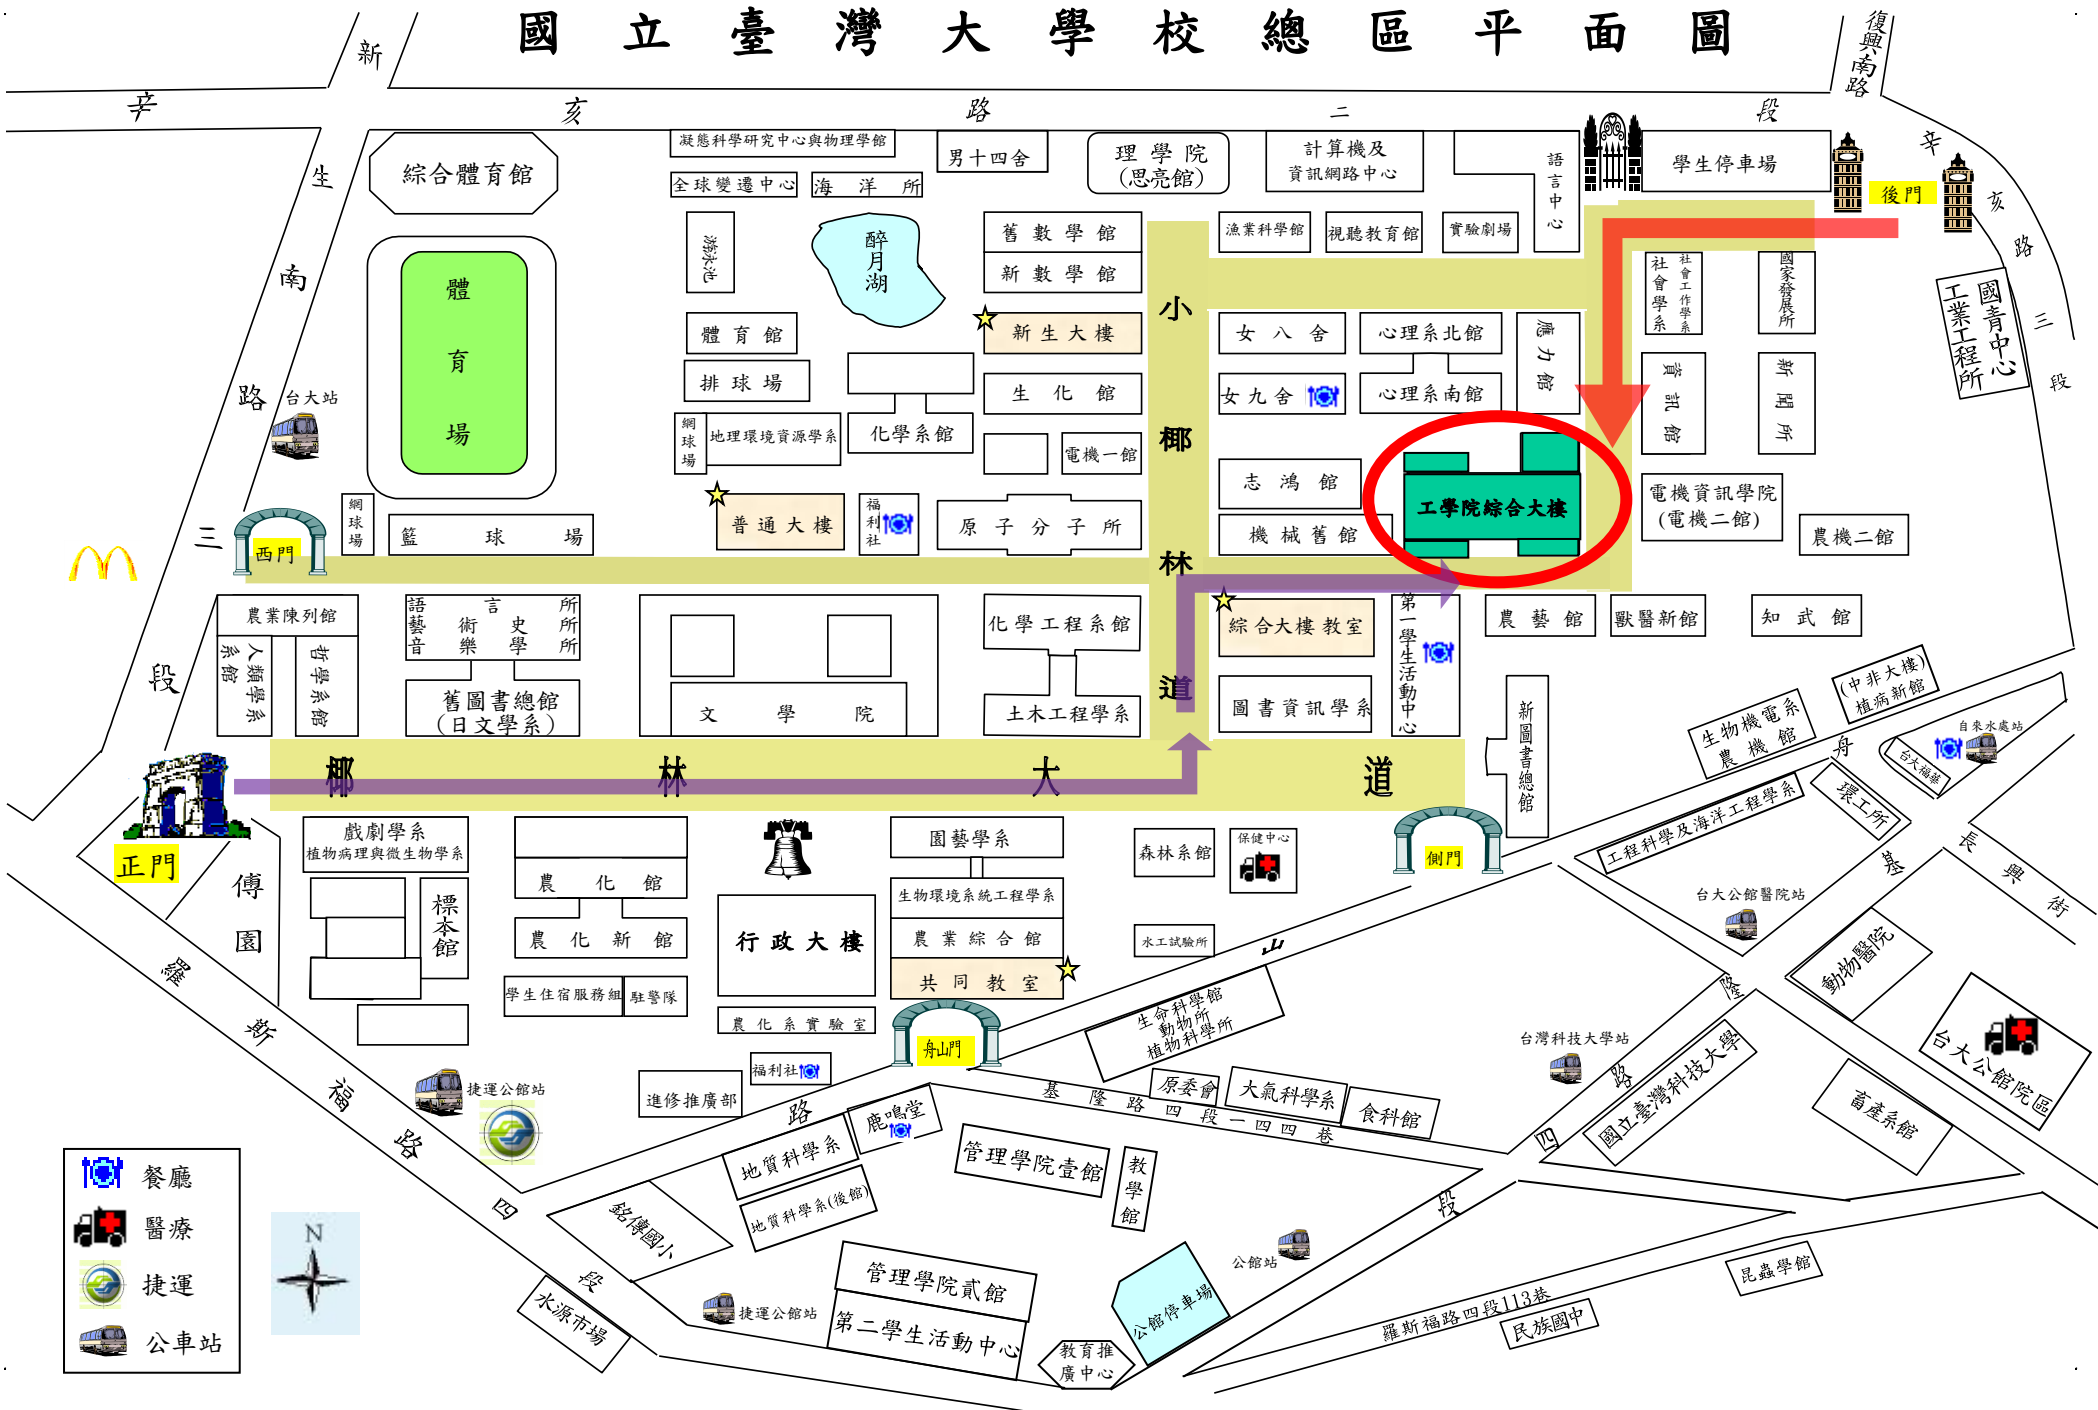 國立臺灣大學校總區平面圖
新生南路三段
辛亥路二段
復興南路
辛亥路三段
綜合體育館
凝態科學研究中心與物理學館
男十四舍
理學院
(思亮館)
計算機及
資訊網路中心
語言中心
學生停車場
後門
全球變遷中心
海洋所
游泳池
醉月湖
舊數學館
新數學館
漁業科學館
視聽教育館
實驗劇場
社會學系
社會工作學系
國家發展所
國青中心
工業工程所
體育場
體育館
新生大樓
小椰林道
女八舍
心理系北館
應力館
台大站
排球場
生化館
女九舍
心理系南館
資訊館
新聞所
網球場
地理環境資源學系
化學系館
電機一館
志鴻館
工學院綜合大樓
電機資訊學院
(電機二館)
農機二館
西門
網球場
籃球場
普通大樓
福利社
原子分子所
機械舊館
農業陳列館
人類學系
系館
哲學系館
語言所
藝術史所
音樂學所
舊圖書總館
(日文學系)
文學院
化學工程系館
土木工程學系
綜合大樓教室
圖書資訊學系
第一學生活動中心
農藝館
獸醫新館
知武館
新圖書總館
生物機電系
農機館
(中非大樓)
植病新館
自來水處站
台大福華
椰林大道
正門
傅園
戲劇學系
植物病理與微生物學系
標本館
農化館
農化新館
學生住宿服務組
駐警隊
行政大樓
農化系實驗室
園藝學系
生物環境系統工程學系
農業綜合館
共同教室
森林系館
保健中心
水工試驗所
側門
舟山路
工程科學及海洋工程學系
環工所
長興街
基隆路四段
台大公館醫院站
動物醫院
台大公館院區
生命科學館
動物所
植物科學所
舟山門
福利社
進修推廣部
羅斯福路四段
捷運公館站
鹿鳴堂
地質科學系
地質科學系(後館)
銘傳國小
基隆路四段一四四巷
原委會
大氣科學系
食科館
管理學院壹館
教學館
台灣科技大學站
國立臺灣科技大學
畜產系館
管理學院貳館
第二學生活動中心
捷運公館站
水源市場
教育推
廣中心
公館停車場
公館站
羅斯福路四段113巷
民族國中
昆蟲學館
餐廳
醫療
捷運
公車站
N